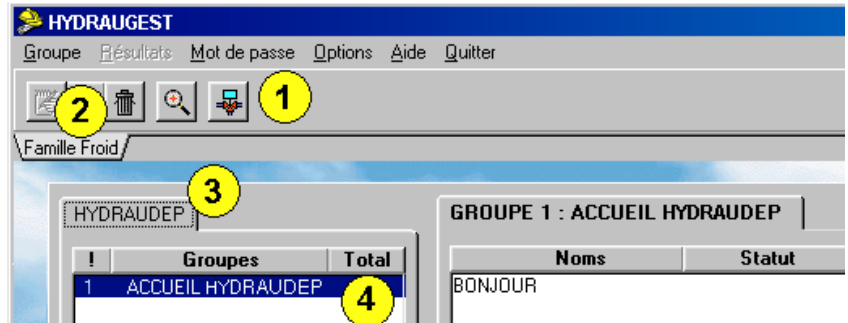 HYDRAUGEST
Groupe Résultats Mot de passe Options Aide Quitter
1
2
Famille Froid
3
HYDRAUDEP
GROUPE 1 : ACCUEIL HYDRAUDEP
! Groupes Total
Noms Statut
1 ACCUEIL HYDRAUDEP
4
BONJOUR